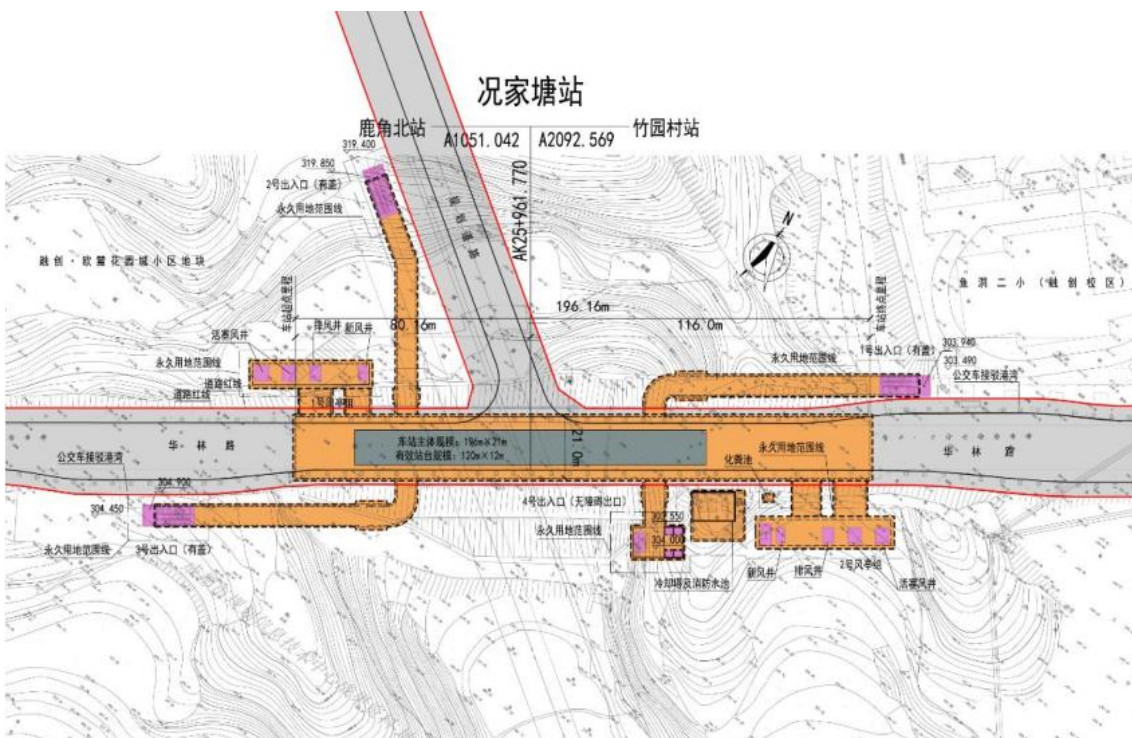 况家塘站
鹿角北站
竹园村站
A1051.042
A2092.569
AK25+961.770
319.400
319.850
2号出入口（有盖）
永久用地范围线
N
196.16m
80.16m
116.0m
车站起点里程
车站终点里程
融创·欧麓花园城小区地块
鱼洞二小（融创校区）
活塞风井
排风井
新风井
永久用地范围线
道路红线
道路红线
1号风亭组
永久用地范围线
1号出入口（有盖）
303.940
303.490
公交车接驳港湾
华林路
车站主体规模：196m×21m
有效站台规模：120m×12m
21.0m
永久用地范围线
化粪池
华林路
公交车接驳港湾
304.900
304.450
永久用地范围线
3号出入口（有盖）
4号出入口（无障碍出口）
永久用地范围线
304.000
冷却塔及消防水池
新风井
排风井
2号风亭组
活塞风井